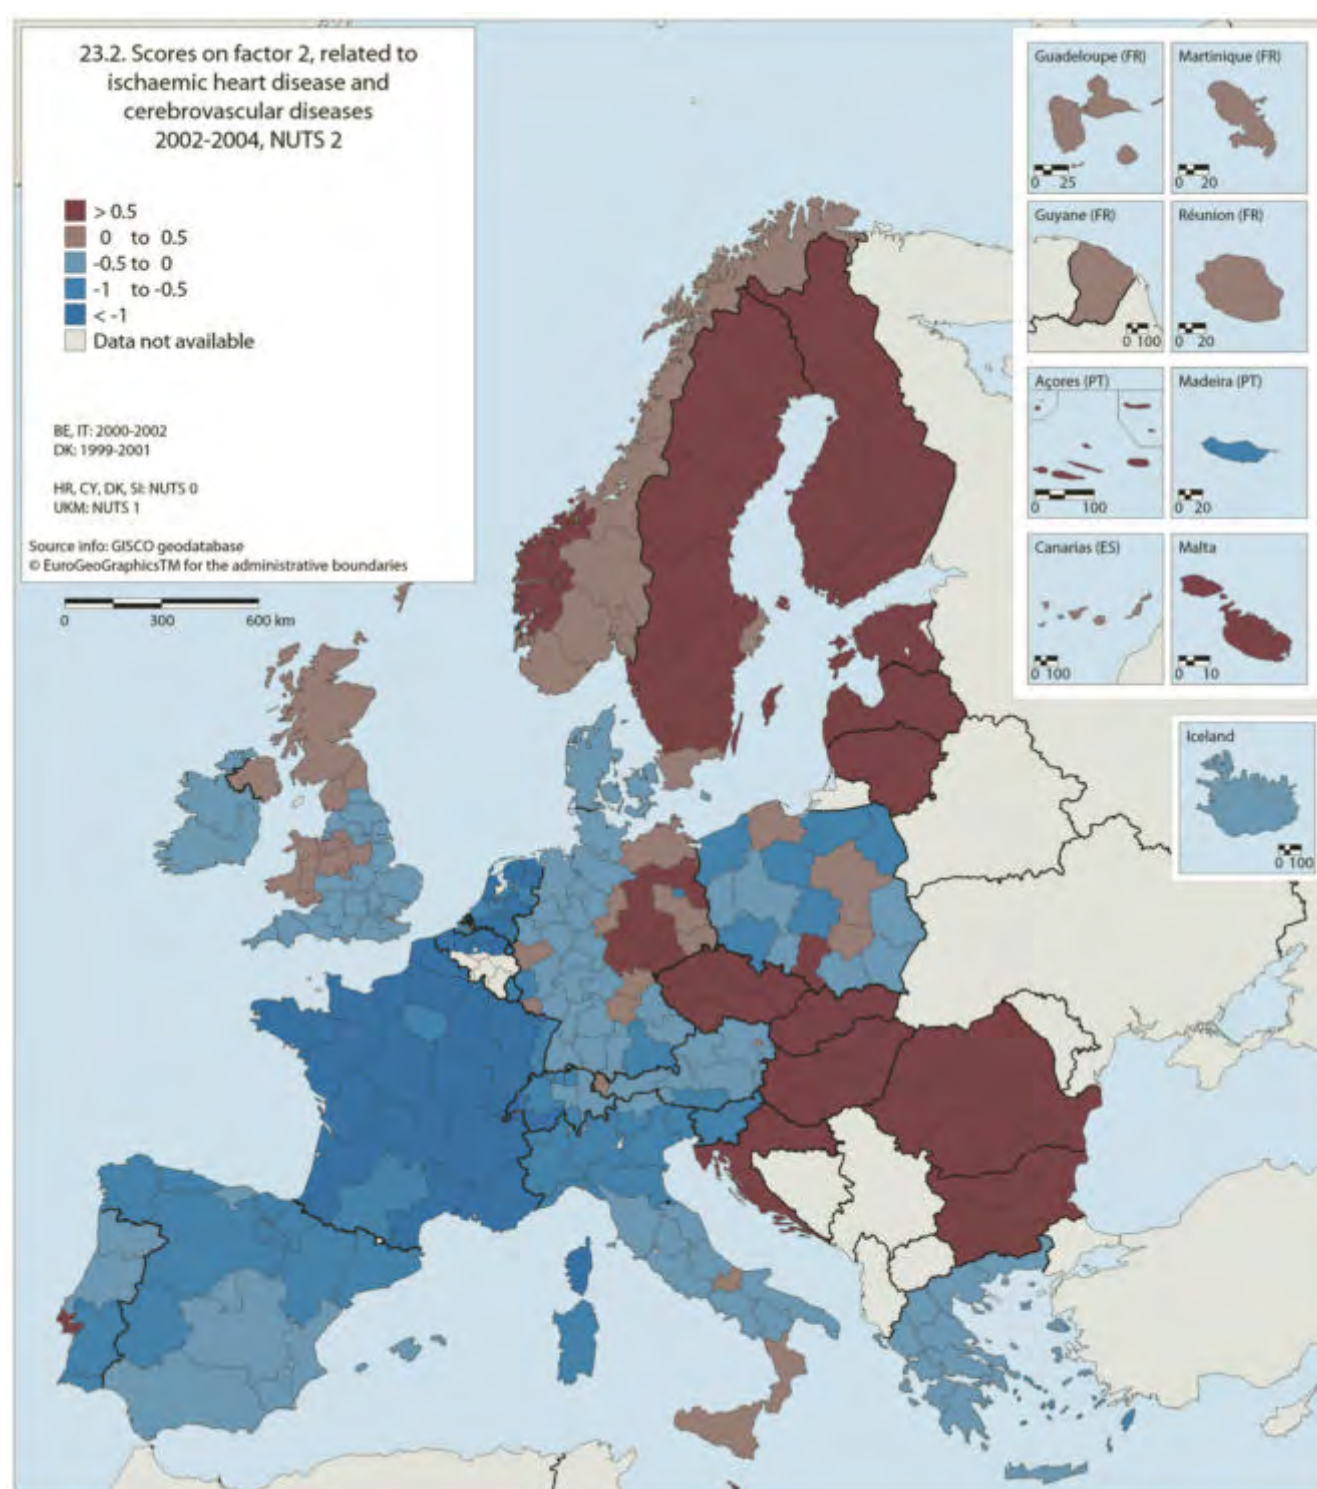 23.2. Scores on factor 2, related to
ischaemic heart disease and
cerebrovascular diseases
2002-2004, NUTS 2
> 0.5
0 to 0.5
-0.5 to 0
-1 to -0.5
< -1
Data not available
BE, IT: 2000-2002
DK: 1999-2001
HR, CY, DK, SI: NUTS 0
UKM: NUTS 1
Source info: GISCO geodatabase
© EuroGeoGraphicsTM for the administrative boundaries
0 300 600 km
Guadeloupe (FR)
0 25
Martinique (FR)
0 20
Guyane (FR)
0 100
Réunion (FR)
0 20
Açores (PT)
0 100
Madeira (PT)
0 20
Canarias (ES)
0 100
Malta
0 10
Iceland
0 100